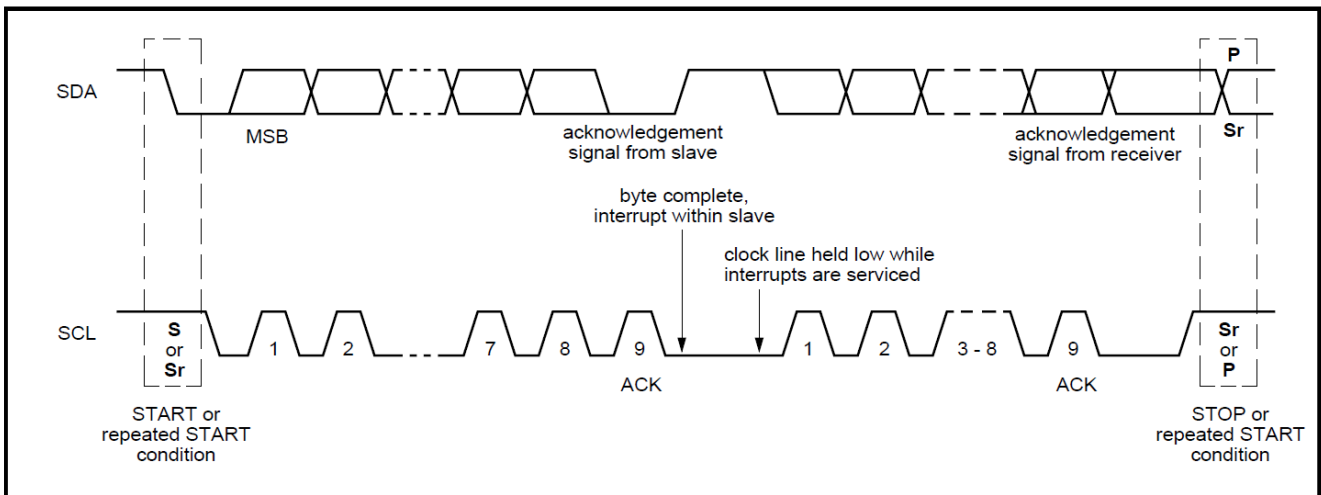 P
SDA
MSB
acknowledgement
signal from slave
acknowledgement
signal from receiver
Sr
byte complete,
interrupt within slave
clock line held low while
interrupts are serviced
SCL
S
or
Sr
1
2
7
8
9
1
2
3 - 8
9
Sr
or
P
ACK
ACK
START or
repeated START
condition
STOP or
repeated START
condition